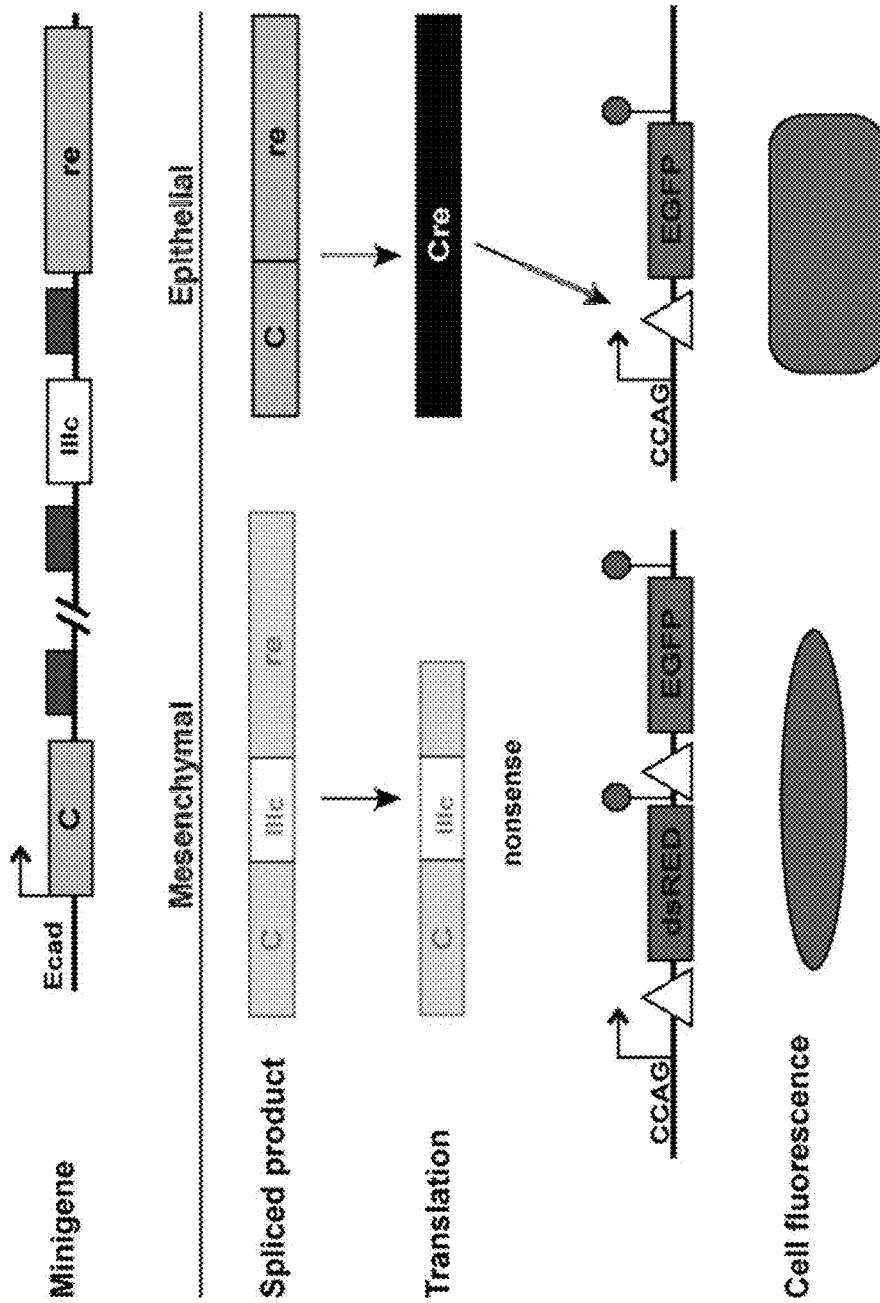 Minigene
Ecad
C
IIIc
re
Mesenchymal
Epithelial
Spliced product
C
IIIc
re
C
re
Translation
C
IIIc
nonsense
Cre
CCAG
dsRED
EGFP
CCAG
EGFP
Cell fluorescence